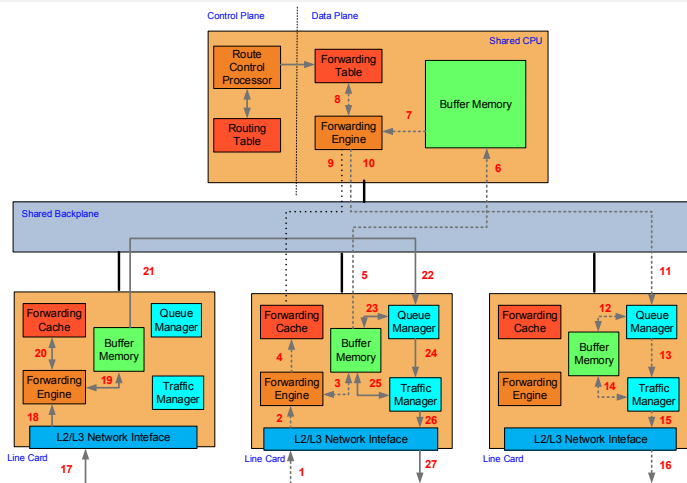 Control Plane
Data Plane
Shared CPU
Route
Control
Processor
Forwarding
Table
Buffer Memory
8
7
Routing
Table
Forwarding
Engine
9
10
6
Shared Backplane
21
5
22
11
Forwarding
Cache
Queue
Manager
20
Buffer
Memory
19
Forwarding
Engine
Traffic
Manager
18
L2/L3 Network Inteface
Line Card
17
Forwarding
Cache
23
Queue
Manager
4
Buffer
Memory
24
3
25
Forwarding
Engine
Traffic
Manager
2
26
L2/L3 Network Inteface
Line Card
1
27
Forwarding
Cache
12
Queue
Manager
Buffer
Memory
13
14
Forwarding
Engine
Traffic
Manager
15
L2/L3 Network Inteface
Line Card
16